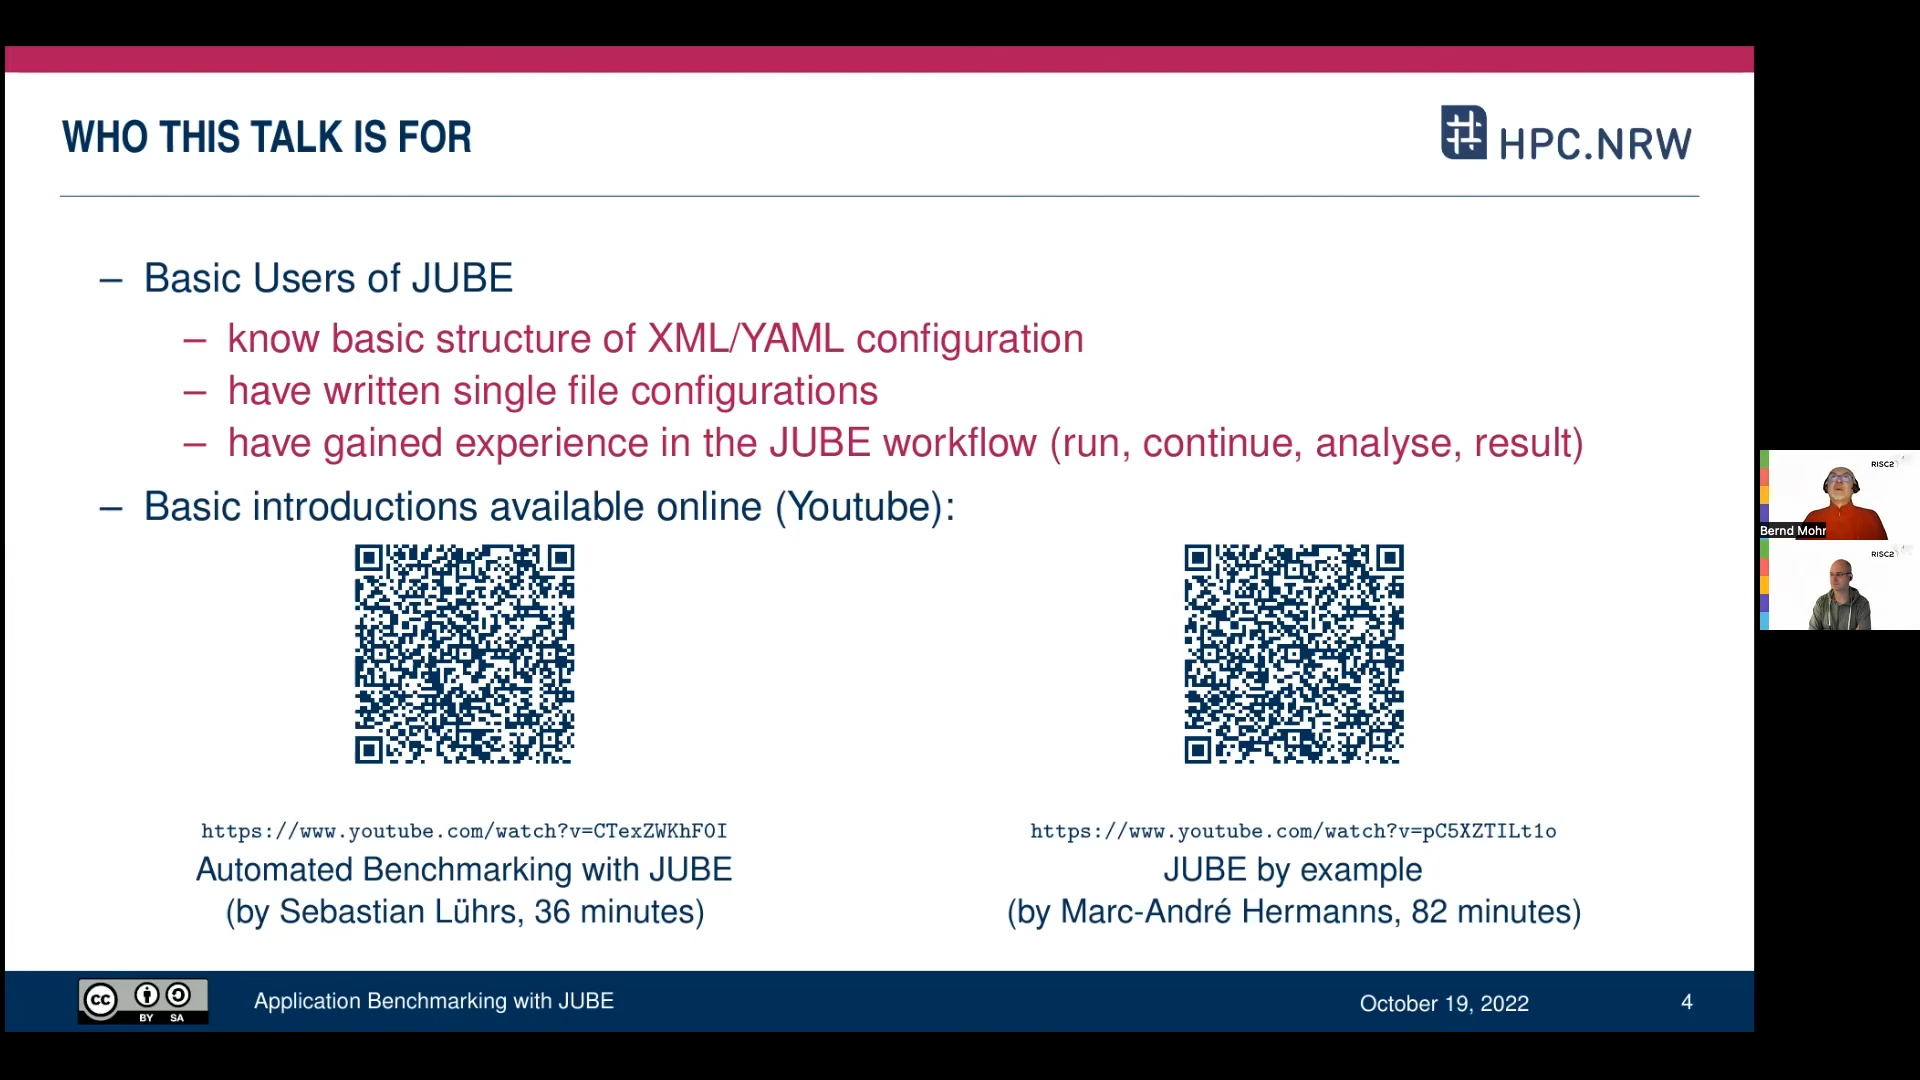 WHO THIS TALK IS FOR
HPC.NRW
– Basic Users of JUBE
– know basic structure of XML/YAML configuration
– have written single file configurations
– have gained experience in the JUBE workflow (run, continue, analyse, result)
– Basic introductions available online (Youtube):
https://www.youtube.com/watch?v=CTexZWKhF0I
Automated Benchmarking with JUBE
(by Sebastian Lührs, 36 minutes)
https://www.youtube.com/watch?v=pC5XZTILt1o
JUBE by example
(by Marc-André Hermanns, 82 minutes)
RISC2
Bernd Mohr
RISC2
cc
BY SA
Application Benchmarking with JUBE
October 19, 2022
4